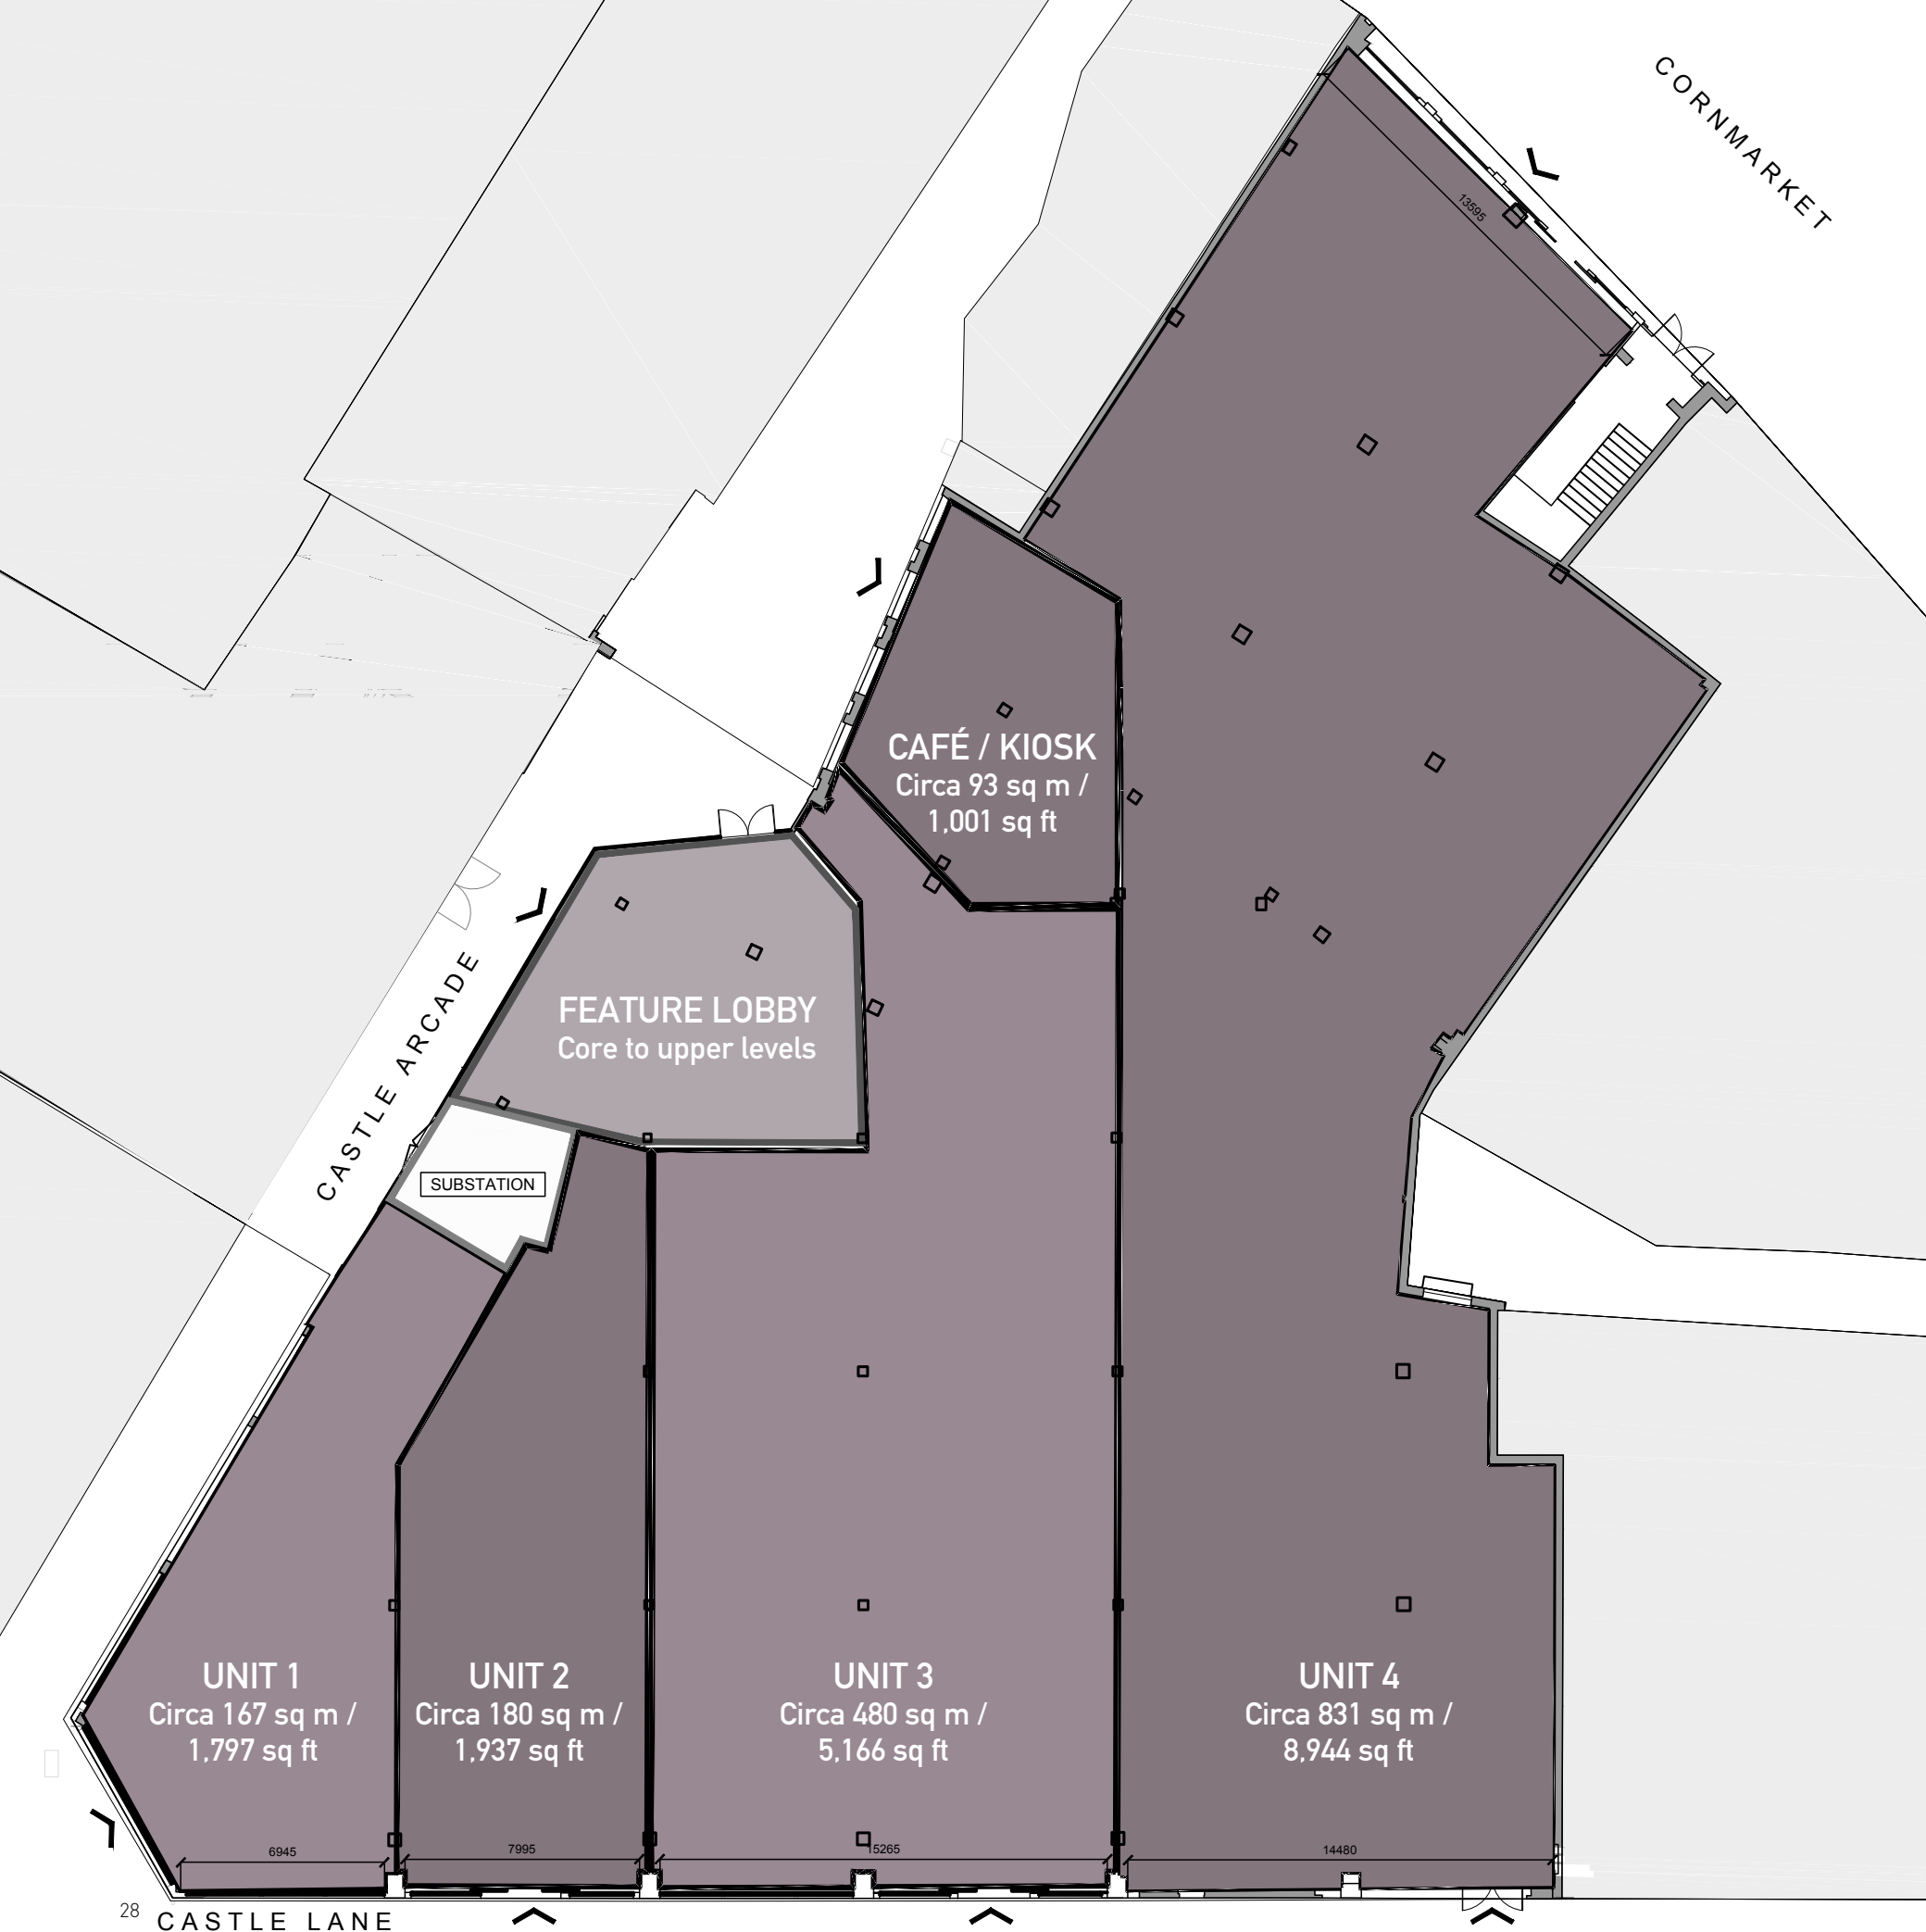 CORNMARKET
13595
CAFÉ / KIOSK
Circa 93 sq m /
1,001 sq ft
FEATURE LOBBY
Core to upper levels
CASTLE ARCADE
SUBSTATION
UNIT 1
Circa 167 sq m /
1,797 sq ft
UNIT 2
Circa 180 sq m /
1,937 sq ft
UNIT 3
Circa 480 sq m /
5,166 sq ft
UNIT 4
Circa 831 sq m /
8,944 sq ft
6945
7995
15265
14480
28
CASTLE LANE